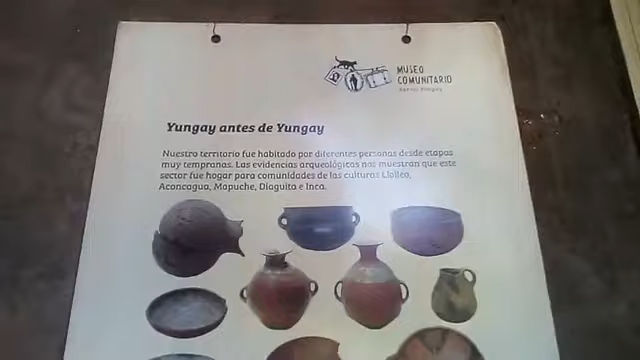 MUSEO
COMUNITARIO
Barrio Yungay
Yungay antes de Yungay
Nuestro territorio fue habitado por diferentes personas desde etapas
muy tempranas. Las evidencias arqueológicas nos muestran que este
sector fue hogar para comunidades de las culturas Llolleo,
Aconcagua, Mapuche, Diaguita e Inca.